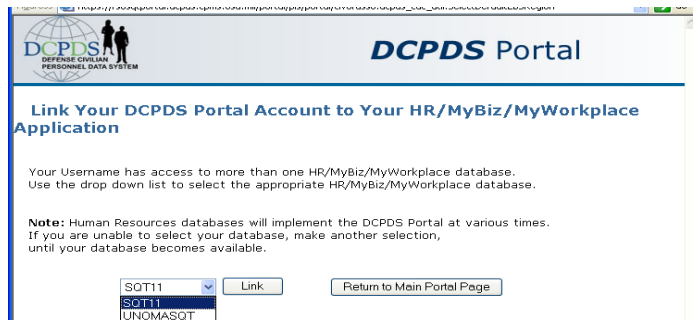 DCPDS
DEFENSE CIVILIAN
PERSONNEL DATA SYSTEM
DCPDS Portal
Link Your DCPDS Portal Account to Your HR/MyBiz/MyWorkplace
Application
Your Username has access to more than one HR/MyBiz/MyWorkplace database.
Use the drop down list to select the appropriate HR/MyBiz/MyWorkplace database.
Note: Human Resources databases will implement the DCPDS Portal at various times.
If you are unable to select your database, make another selection,
until your database becomes available.
SQT11 Link Return to Main Portal Page
SQT11
UNOMASQT